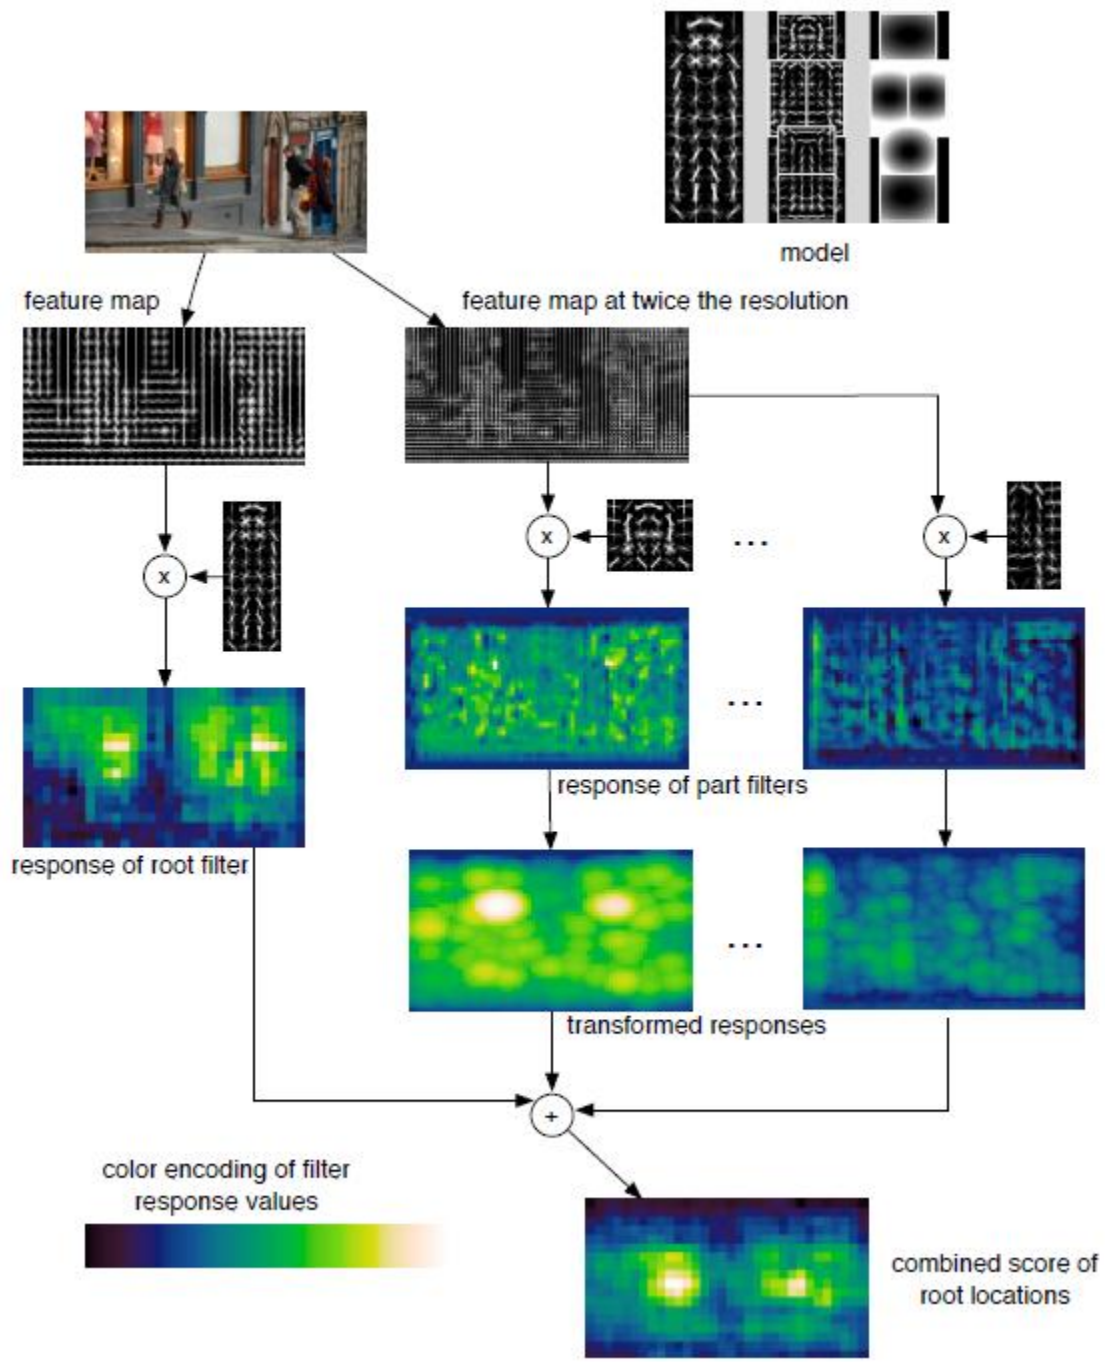 model
feature map
feature map at twice the resolution
x
x
x
...
...
response of part filters
response of root filter
...
transformed responses
+
color encoding of filter
response values
combined score of
root locations